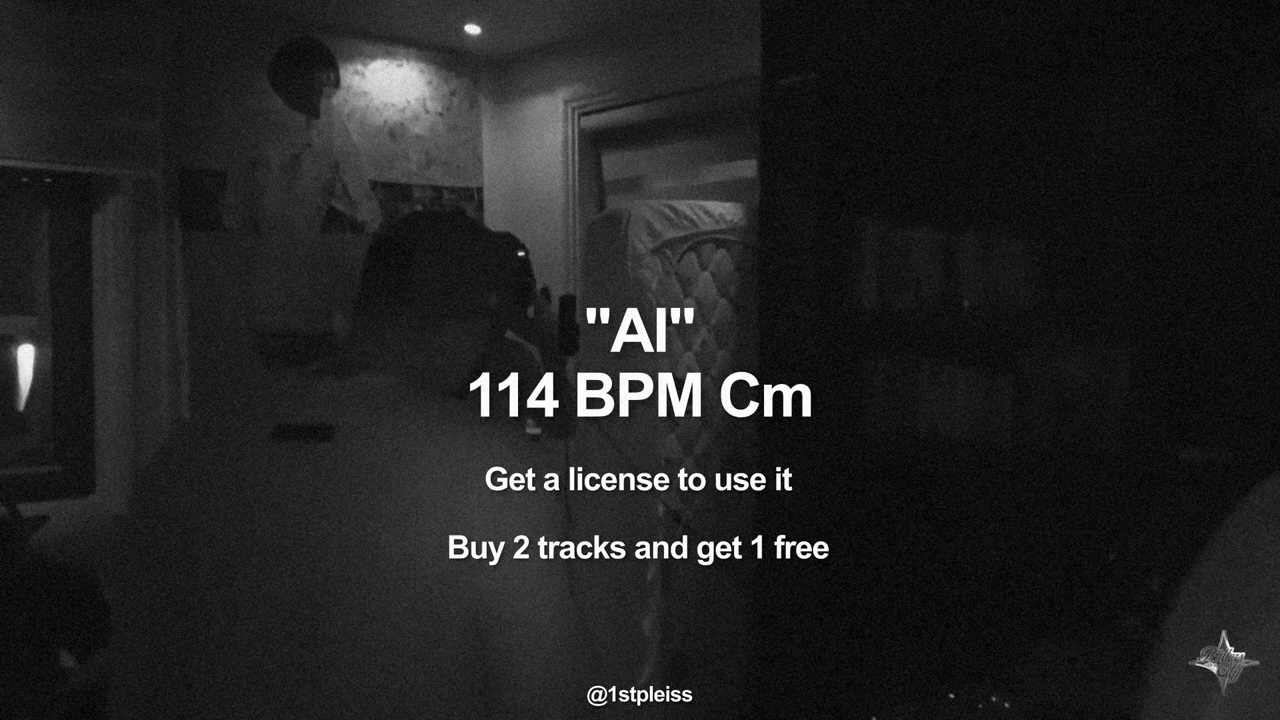 "AI"
114 BPM Cm
Get a license to use it
Buy 2 tracks and get 1 free
@1stpleiss